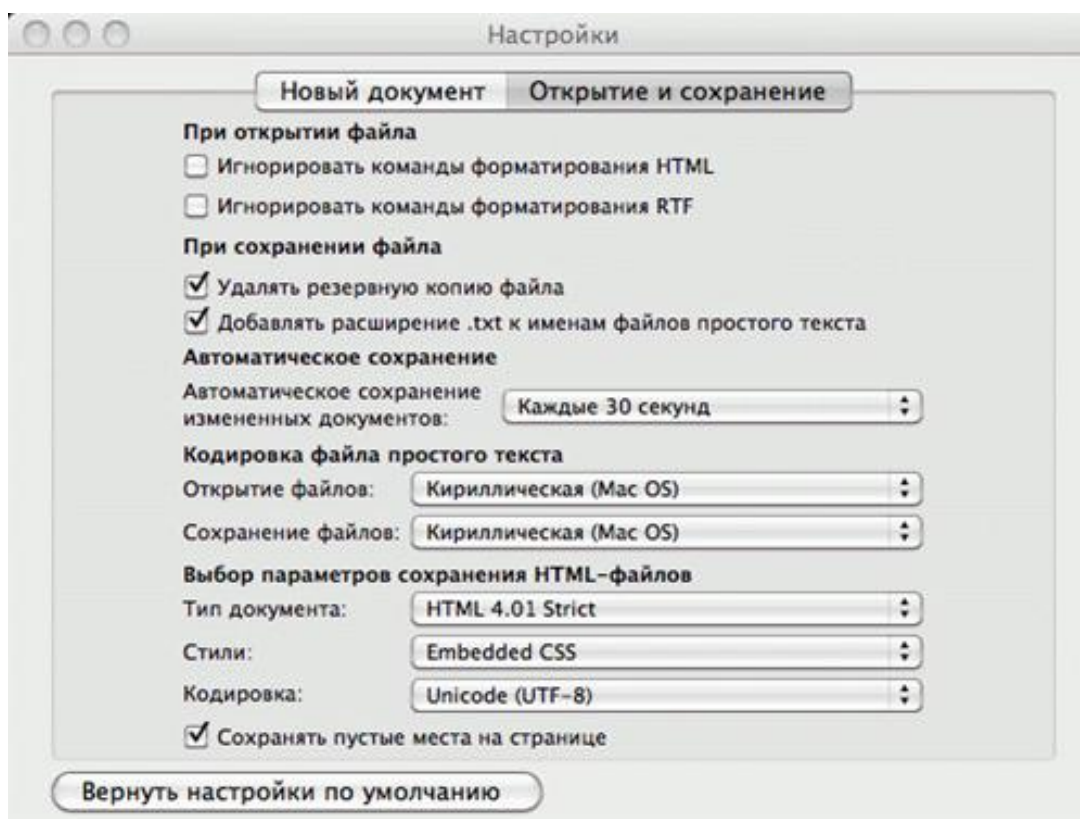 Настройки
Новый документ Открытие и сохранение
При открытии файла
Игнорировать команды форматирования HTML
Игнорировать команды форматирования RTF
При сохранении файла
Удалять резервную копию файла
Добавлять расширение .txt к именам файлов простого текста
Автоматическое сохранение
Автоматическое сохранение
измененных документов: Каждые 30 секунд
Кодировка файла простого текста
Открытие файлов: Кириллическая (Mac OS)
Сохранение файлов: Кириллическая (Mac OS)
Выбор параметров сохранения HTML-файлов
Тип документа: HTML 4.01 Strict
Стили: Embedded CSS
Кодировка: Unicode (UTF-8)
Сохранять пустые места на странице
Вернуть настройки по умолчанию